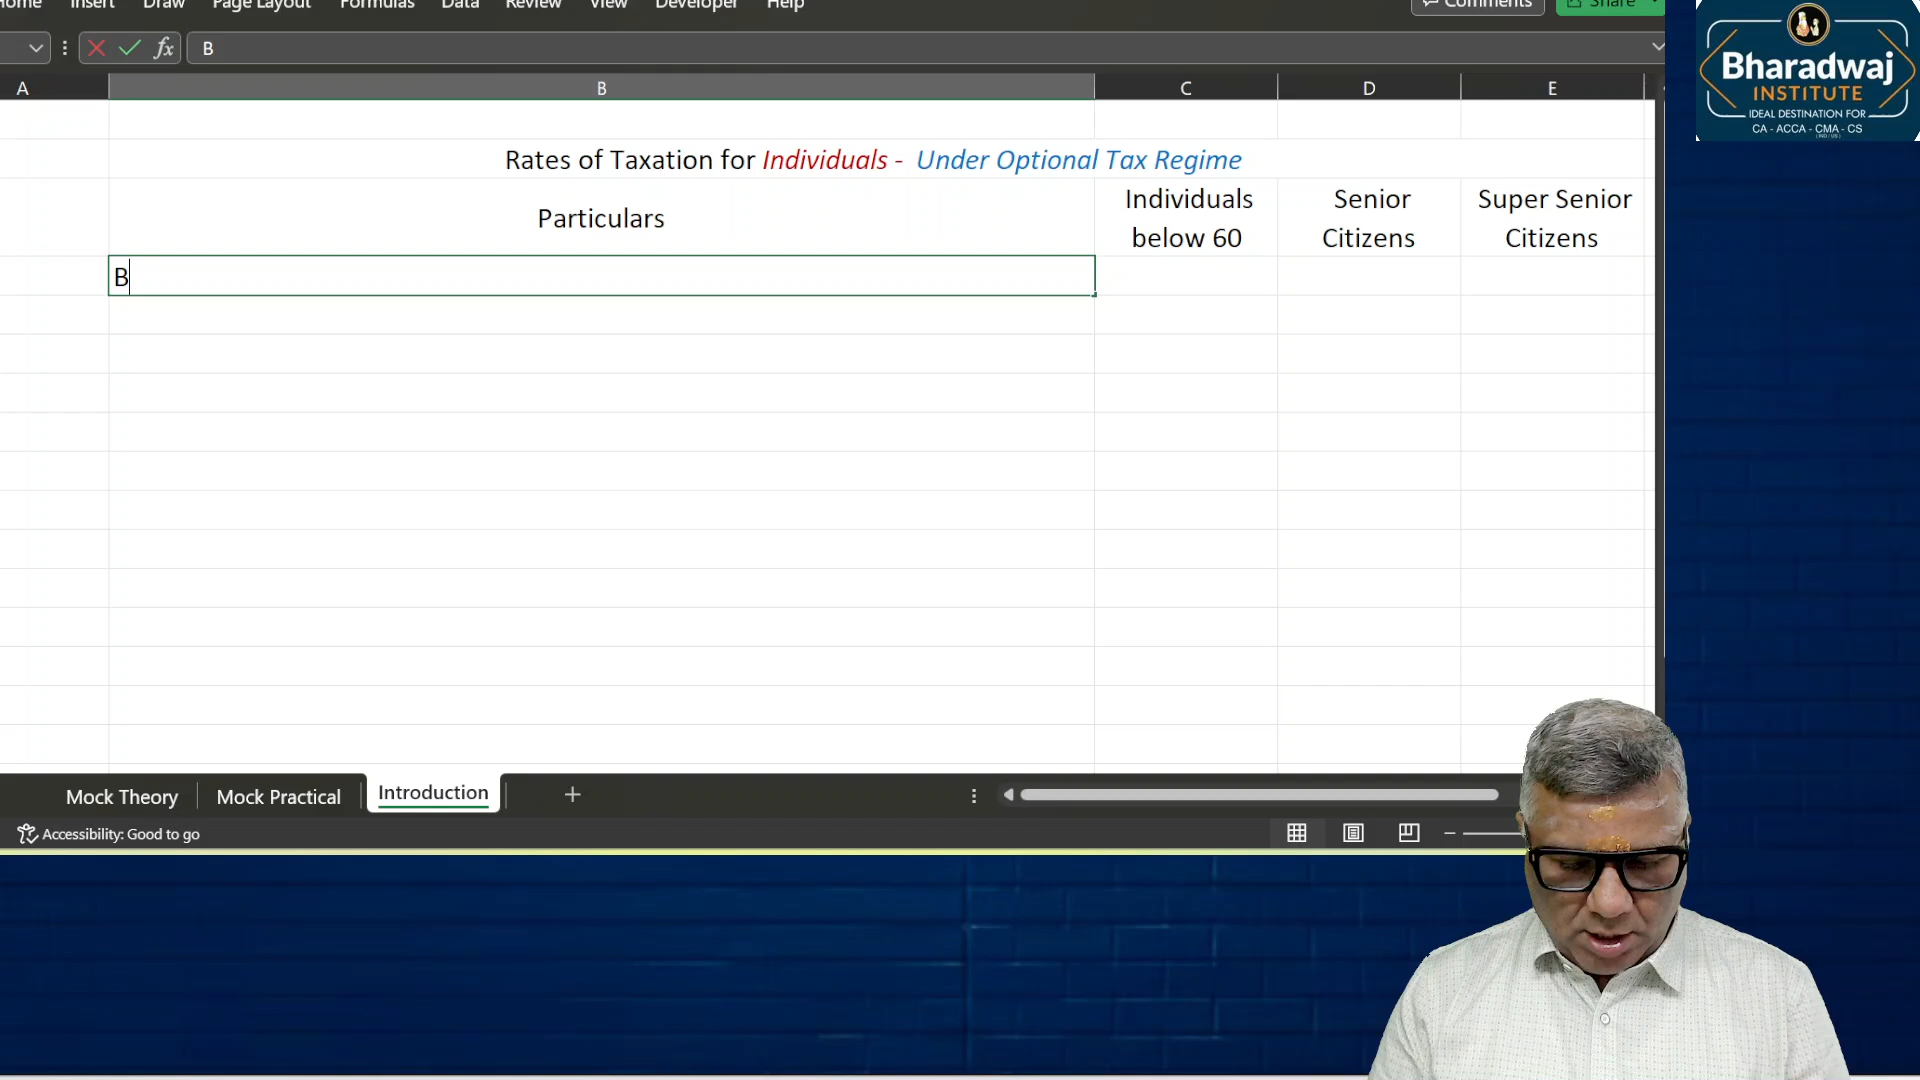 Home Insert Draw Page Layout Formulas Data Review View Developer Help Comments Share
fx B
A B C D E
Rates of Taxation for Individuals - Under Optional Tax Regime
Particulars
Individuals below 60
Senior Citizens
Super Senior Citizens
B
Mock Theory Mock Practical Introduction
Accessibility: Good to go
Bharadwaj
INSTITUTE
IDEAL DESTINATION FOR
CA - ACCA - CMA - CS